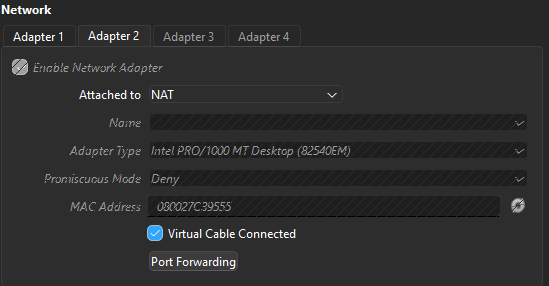 Network
Adapter 1 Adapter 2 Adapter 3 Adapter 4
Enable Network Adapter
Attached to NAT
Name
Adapter Type Intel PRO/1000 MT Desktop (82540EM)
Promiscuous Mode Deny
MAC Address 080027C39555
Virtual Cable Connected
Port Forwarding